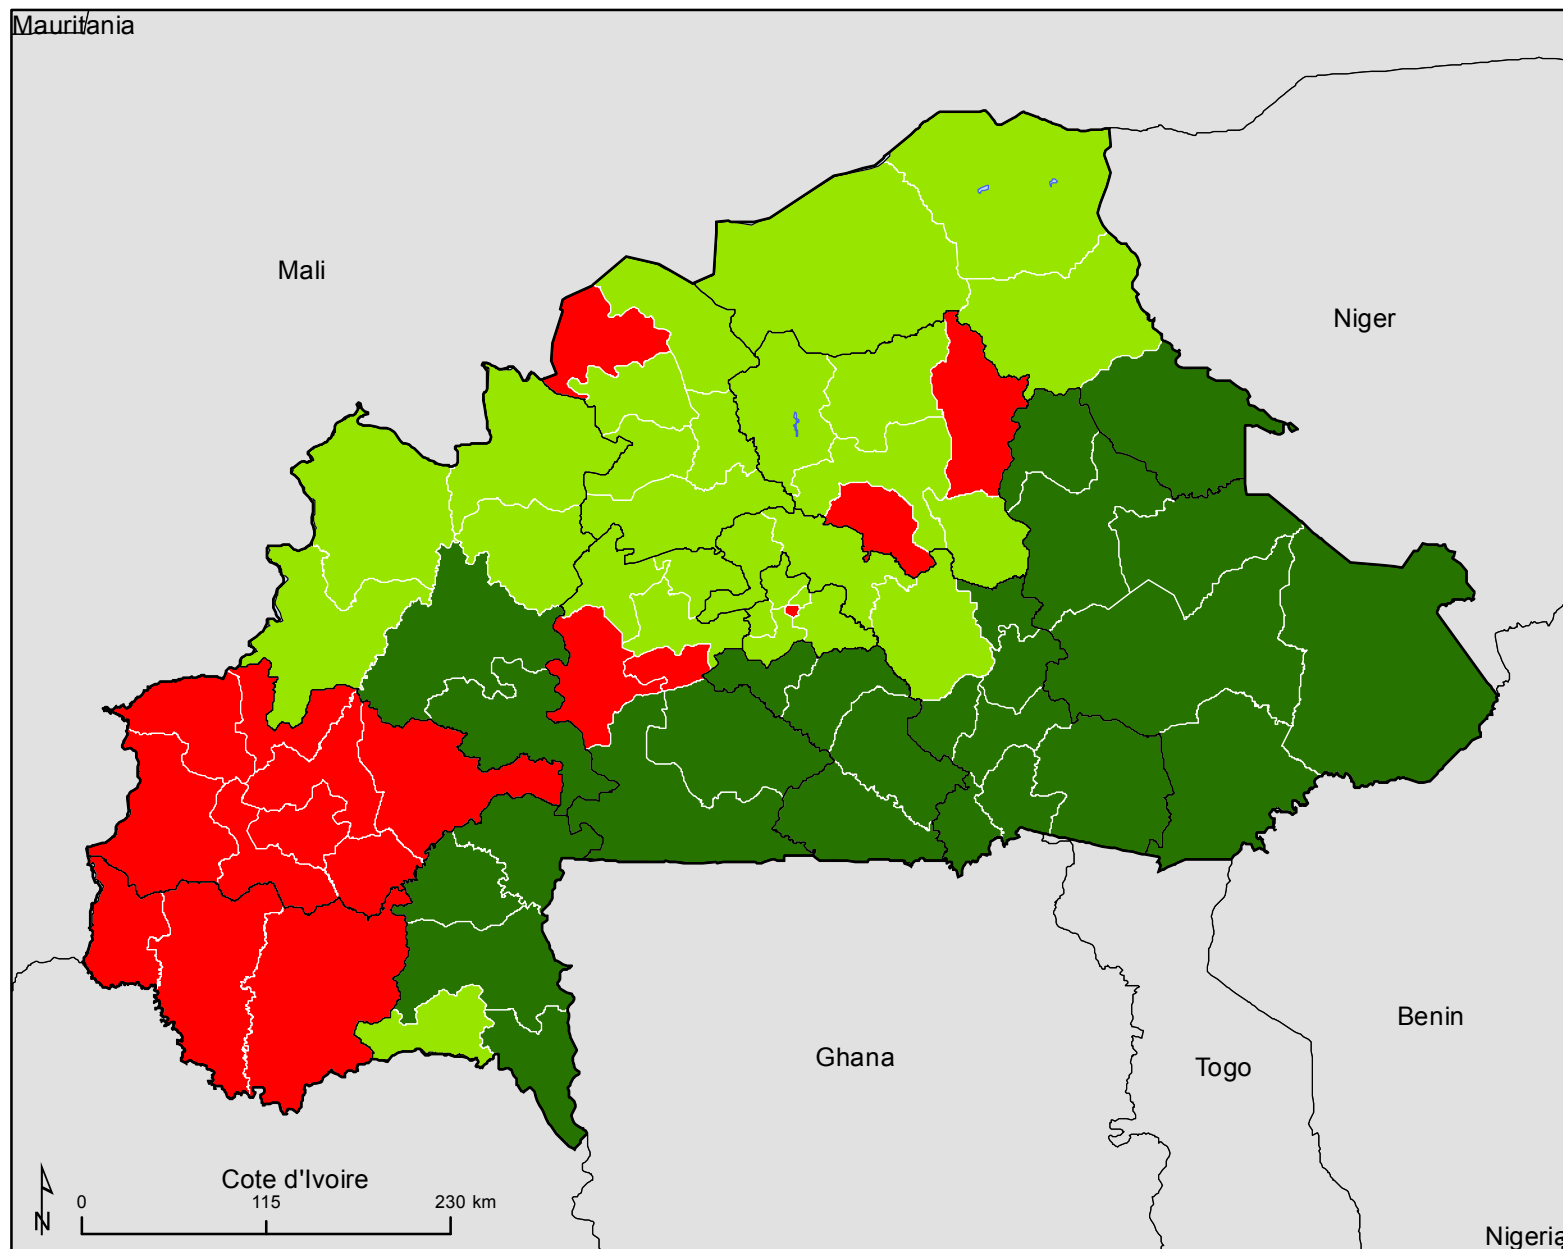 Mauritania
Mali
Niger
Benin
Ghana
Togo
Cote d'Ivoire
0 115 230 km
N
Nigeria